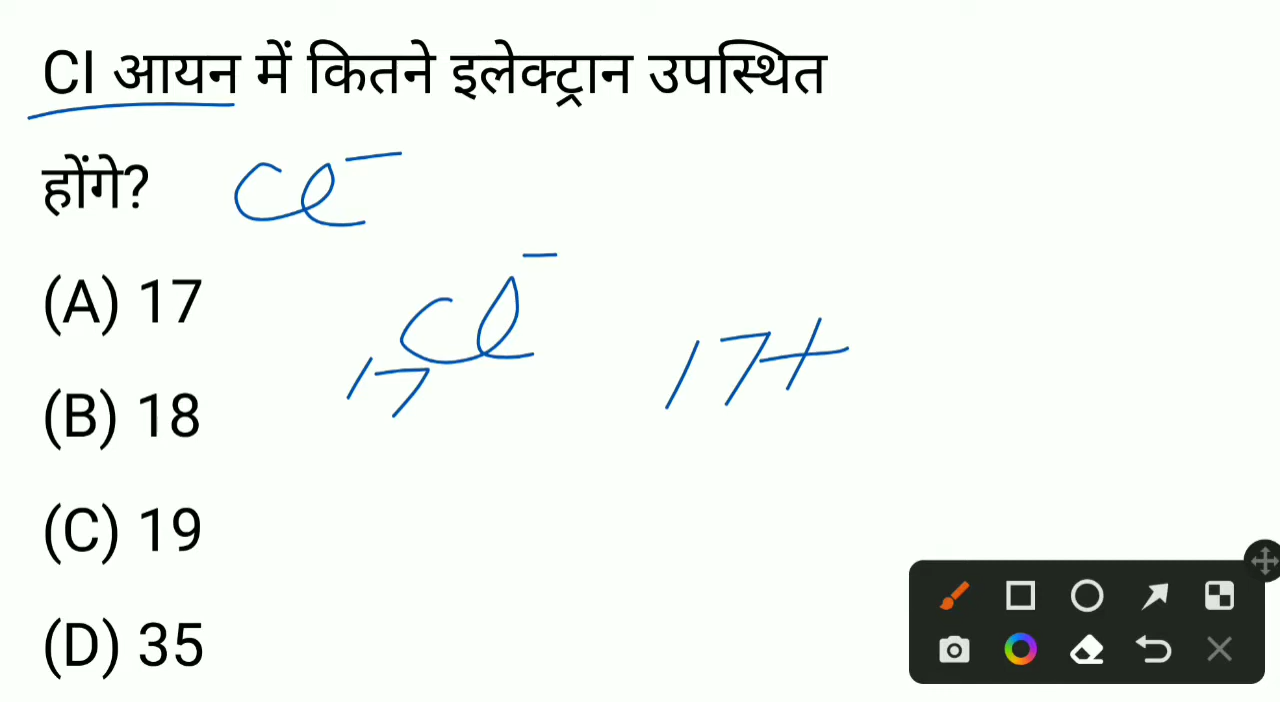 Cl आयन में कितने इलेक्ट्रान उपस्थित
होंगे? Cl⁻
(A) 17
17Cl⁻ 17+
(B) 18
(C) 19
(D) 35